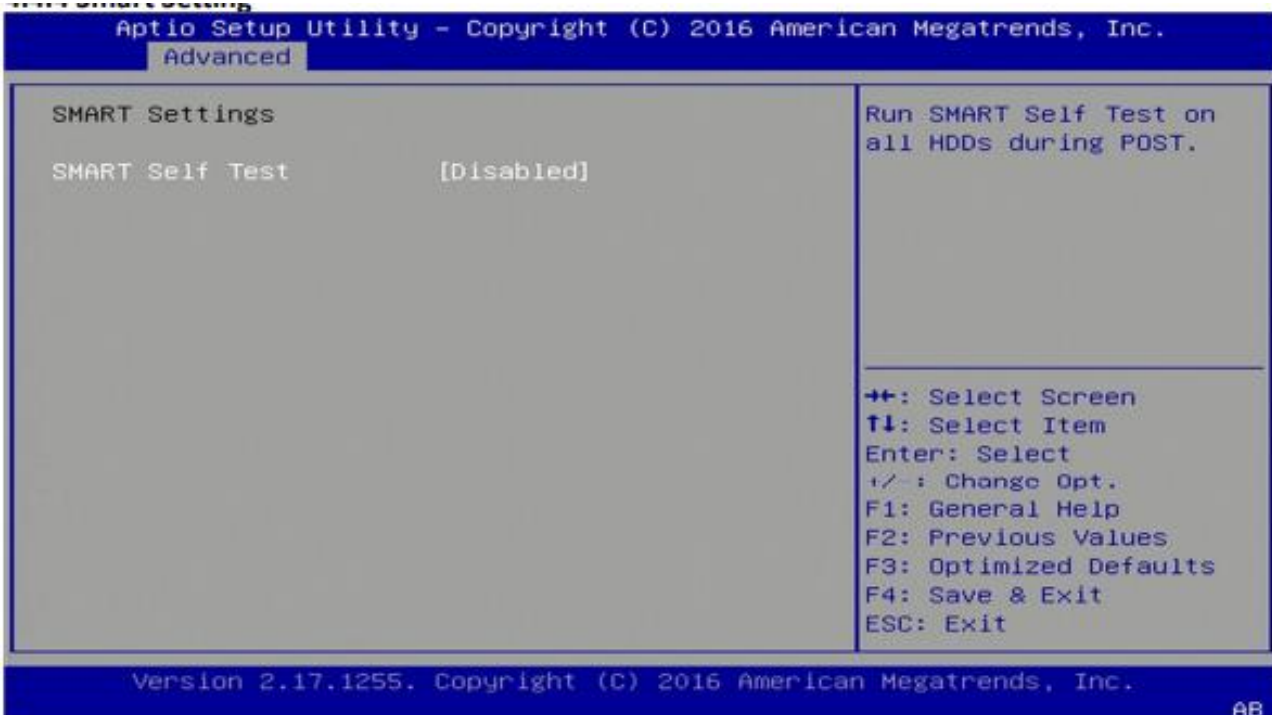 Aptio Setup Utility – Copyright (C) 2016 American Megatrends, Inc.
Advanced
SMART Settings
SMART Self Test [Disabled]
Run SMART Self Test on
all HDDs during POST.
→←: Select Screen
↑↓: Select Item
Enter: Select
+/-: Change Opt.
F1: General Help
F2: Previous Values
F3: Optimized Defaults
F4: Save & Exit
ESC: Exit
Version 2.17.1255. Copyright (C) 2016 American Megatrends, Inc.
AB